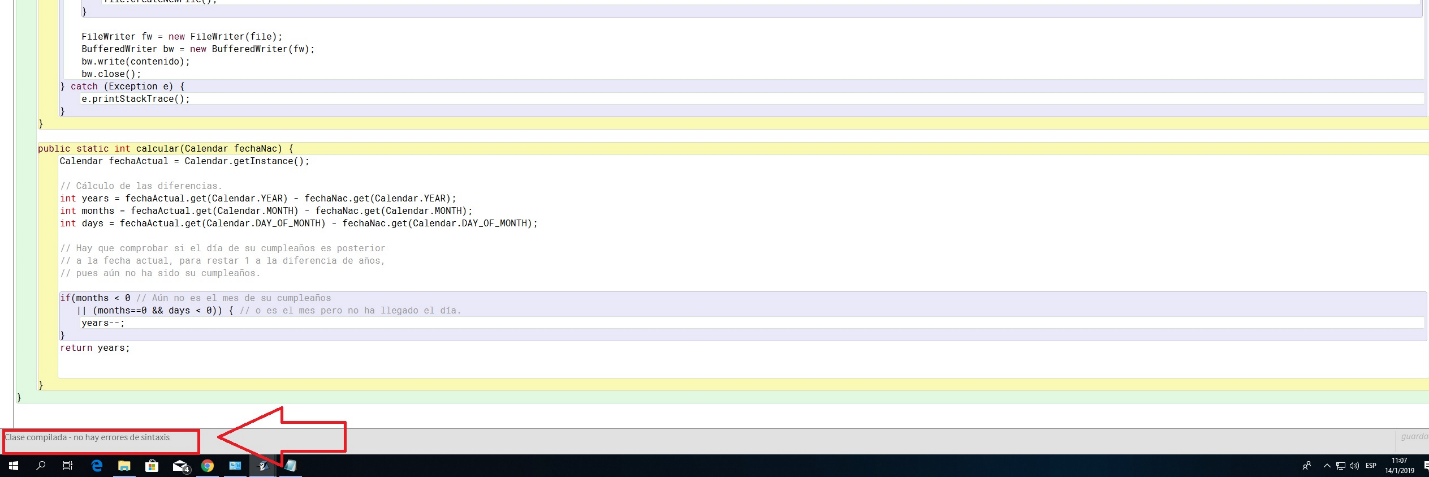 file.createNewFile();
}
FileWriter fw = new FileWriter(file);
BufferedWriter bw = new BufferedWriter(fw);
bw.write(contenido);
bw.close();
} catch (Exception e) {
e.printStackTrace();
}
}
public static int calcular(Calendar fechaNac) {
Calendar fechaActual = Calendar.getInstance();
// Cálculo de las diferencias.
int years = fechaActual.get(Calendar.YEAR) - fechaNac.get(Calendar.YEAR);
int months = fechaActual.get(Calendar.MONTH) - fechaNac.get(Calendar.MONTH);
int days = fechaActual.get(Calendar.DAY_OF_MONTH) - fechaNac.get(Calendar.DAY_OF_MONTH);
// Hay que comprobar si el día de su cumpleaños es posterior
// a la fecha actual, para restar 1 a la diferencia de años,
// pues aún no ha sido su cumpleaños.
if(months < 0 // Aún no es el mes de su cumpleaños
|| (months==0 && days < 0)) { // o es el mes pero no ha llegado el día.
years--;
}
return years;
}
}
Clase compilada - no hay errores de sintaxis
guardo
4
ESP
11:07
14/1/2019